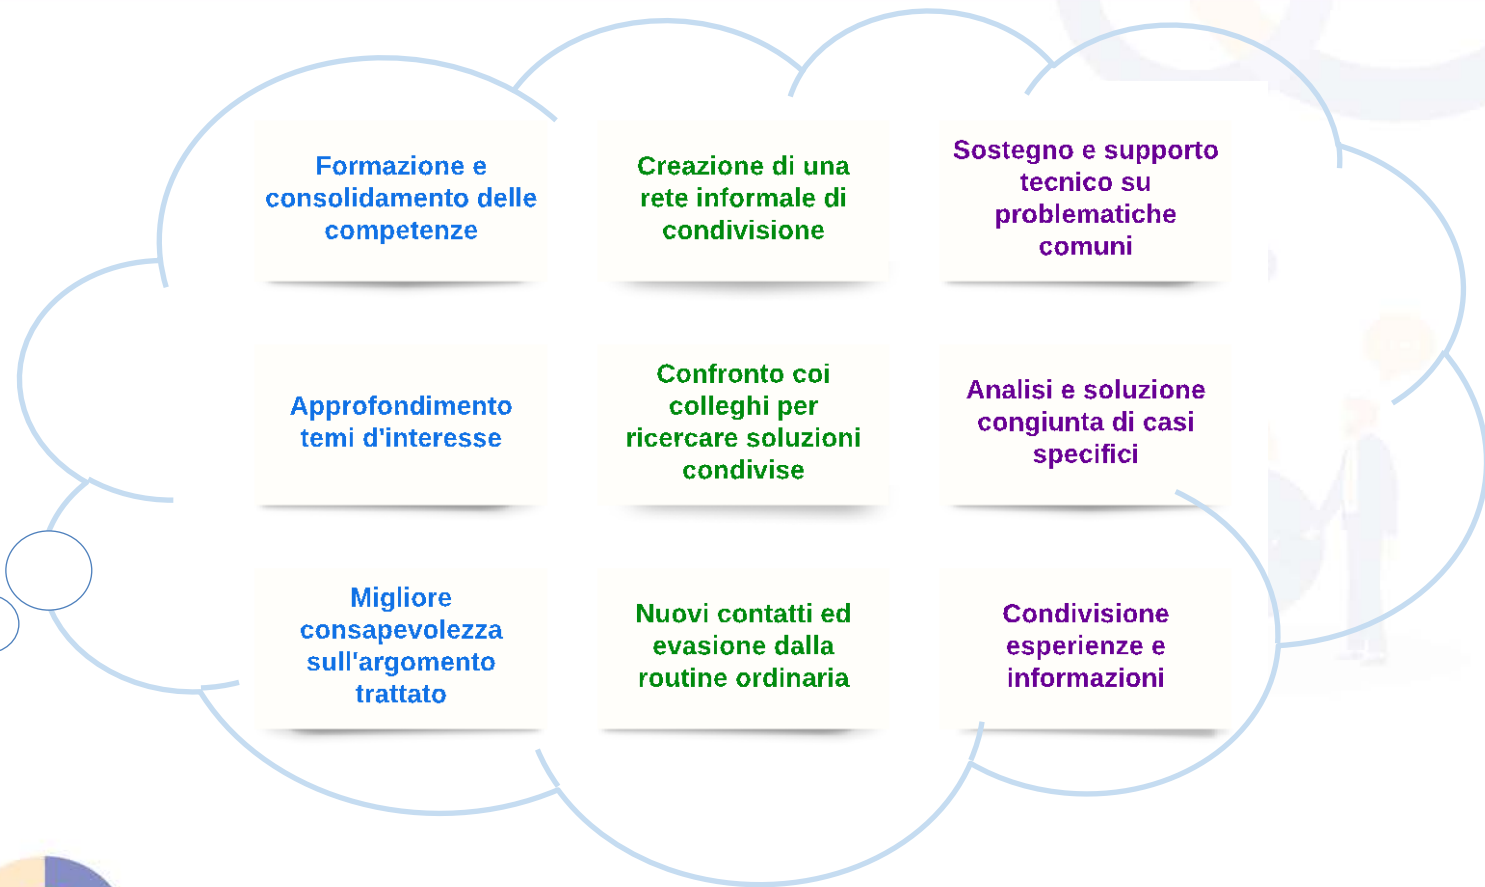 Formazione e
consolidamento delle
competenze
Creazione di una
rete informale di
condivisione
Sostegno e supporto
tecnico su
problematiche
comuni
Approfondimento
temi d'interesse
Confronto coi
colleghi per
ricercare soluzioni
condivise
Analisi e soluzione
congiunta di casi
specifici
Migliore
consapevolezza
sull'argomento
trattato
Nuovi contatti ed
evasione dalla
routine ordinaria
Condivisione
esperienze e
informazioni